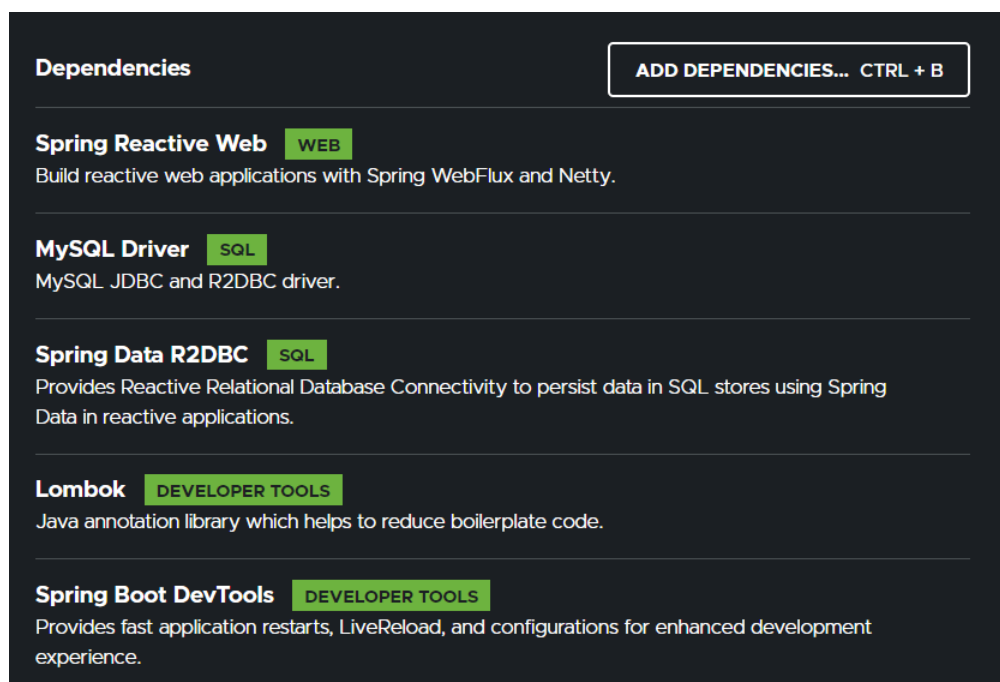 Dependencies
ADD DEPENDENCIES... CTRL + B
Spring Reactive Web WEB
Build reactive web applications with Spring WebFlux and Netty.
MySQL Driver SQL
MySQL JDBC and R2DBC driver.
Spring Data R2DBC SQL
Provides Reactive Relational Database Connectivity to persist data in SQL stores using Spring
Data in reactive applications.
Lombok DEVELOPER TOOLS
Java annotation library which helps to reduce boilerplate code.
Spring Boot DevTools DEVELOPER TOOLS
Provides fast application restarts, LiveReload, and configurations for enhanced development
experience.